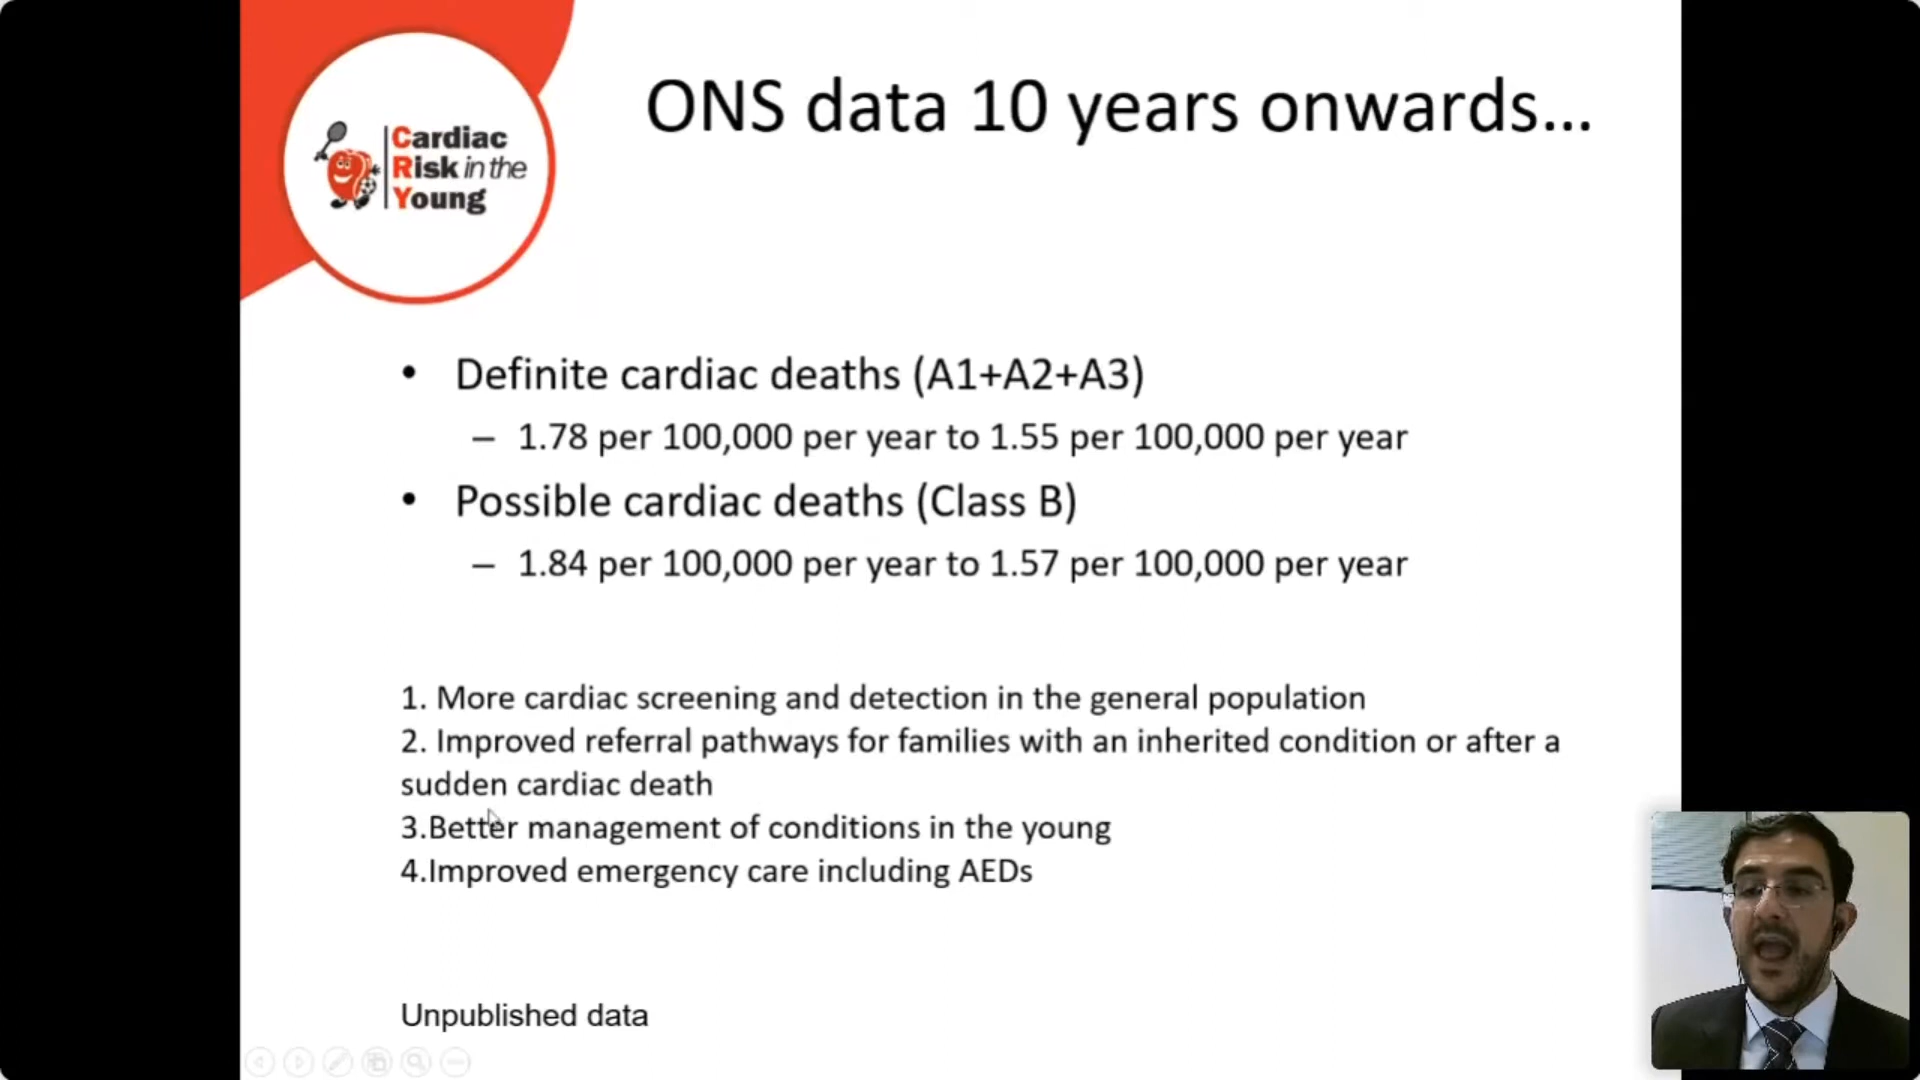 Cardiac
Risk in the
Young
ONS data 10 years onwards...
• Definite cardiac deaths (A1+A2+A3)
– 1.78 per 100,000 per year to 1.55 per 100,000 per year
• Possible cardiac deaths (Class B)
– 1.84 per 100,000 per year to 1.57 per 100,000 per year
1. More cardiac screening and detection in the general population
2. Improved referral pathways for families with an inherited condition or after a
sudden cardiac death
3.Better management of conditions in the young
4.Improved emergency care including AEDs
Unpublished data